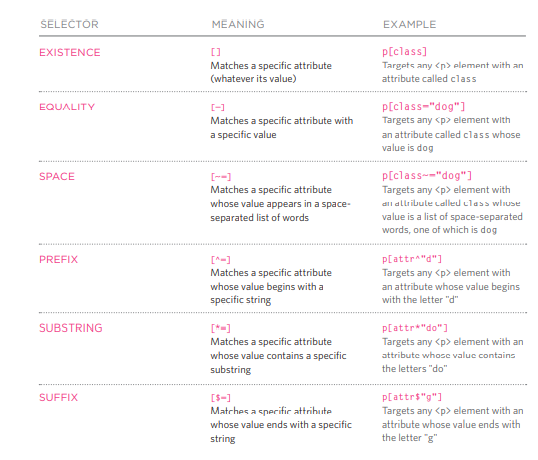 SELECTOR MEANING EXAMPLE
EXISTENCE [] p[class]
Matches a specific attribute Targets any <p> element with an
(whatever its value) attribute called class
EQUALITY [=] p[class="dog"]
Matches a specific attribute with Targets any <p> element with
a specific value an attribute called class whose
value is dog
SPACE [~=] p[class~="dog"]
Matches a specific attribute Targets any <p> element with
whose value appears in a space- an attribute called class whose
separated list of words value is a list of space-separated
words, one of which is dog
PREFIX [^=] p[attr^"d"]
Matches a specific attribute Targets any <p> element with
whose value begins with a an attribute whose value begins
specific string with the letter "d"
SUBSTRING [*=] p[attr*"do"]
Matches a specific attribute Targets any <p> element with an
whose value contains a specific attribute whose value contains
substring the letters "do"
SUFFIX [$=] p[attr$"g"]
Matches a specific attribute Targets any <p> element with an
whose value ends with a specific attribute whose value ends with
string the letter "g"